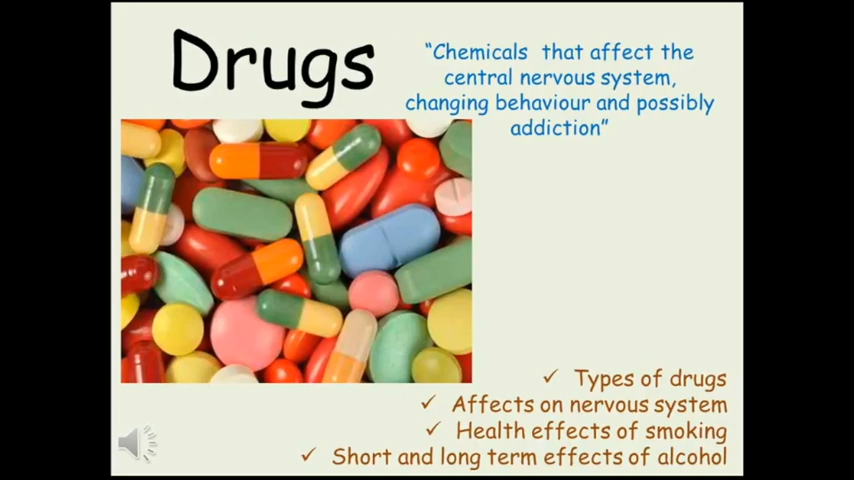 Drugs
“Chemicals that affect the
central nervous system,
changing behaviour and possibly
addiction”
✓ Types of drugs
✓ Affects on nervous system
✓ Health effects of smoking
✓ Short and long term effects of alcohol